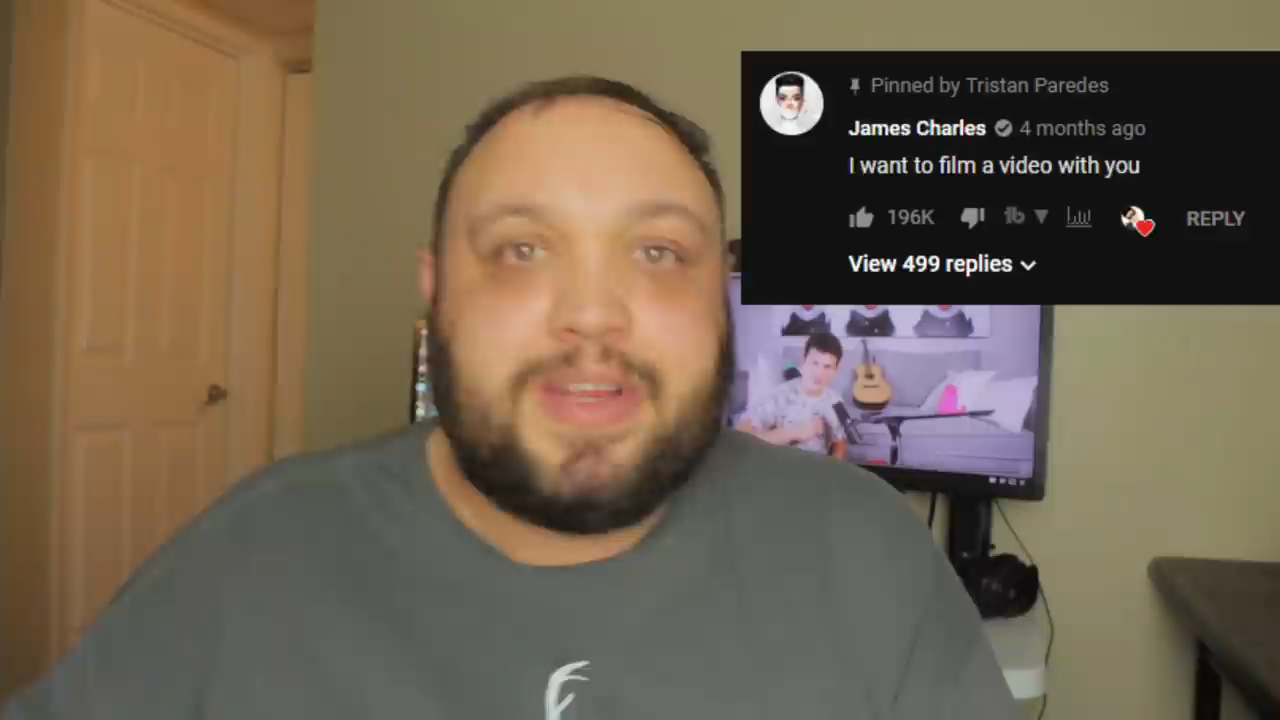 Pinned by Tristan Paredes
James Charles 4 months ago
I want to film a video with you
196K REPLY
View 499 replies